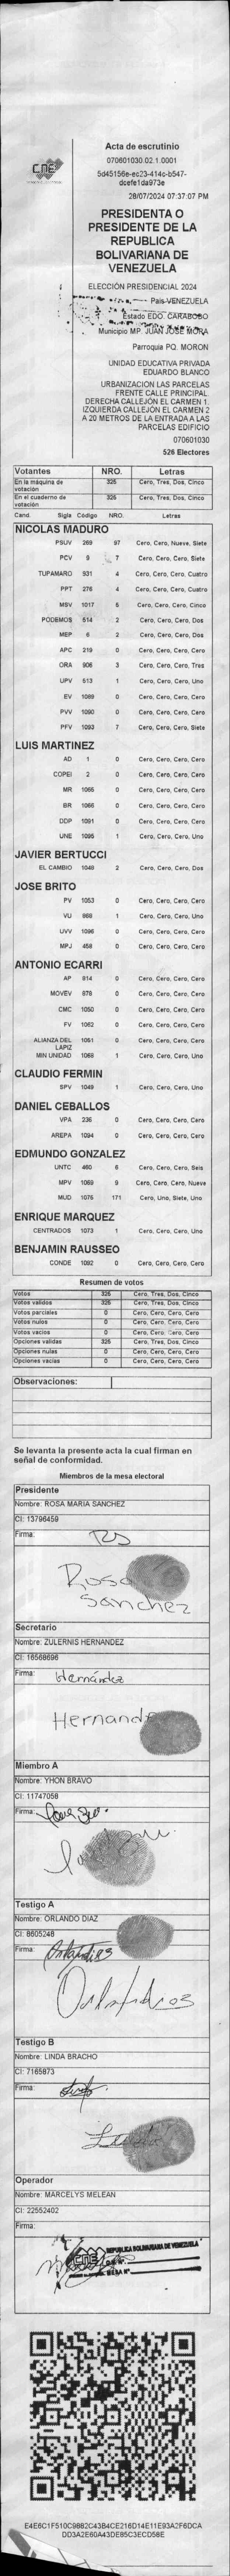 CNE
Acta de escrutinio
070601030.02.1.0001
5d45156e-ec23-414c-b547-
dcefe1da973e
28/07/2024 07:37:07 PM
PRESIDENTA O
PRESIDENTE DE LA
REPUBLICA
BOLIVARIANA DE
VENEZUELA
ELECCIÓN PRESIDENCIAL 2024
País VENEZUELA
Estado EDO. CARABOBO
Municipio MP. JUAN JOSE MORA
Parroquia PQ. MORON
UNIDAD EDUCATIVA PRIVADA
EDUARDO BLANCO
URBANIZACION LAS PARCELAS
FRENTE CALLE PRINCIPAL.
DERECHA CALLEJÓN EL CARMEN 1.
IZQUIERDA CALLEJÓN EL CARMEN 2
A 20 METROS DE LA ENTRADA A LAS
PARCELAS EDIFICIO
070601030
526 Electores
Votantes NRO. Letras
En la máquina de votación 325 Cero, Tres, Dos, Cinco
En el cuaderno de votación 325 Cero, Tres, Dos, Cinco
Cand. Sigla Código NRO. Letras
NICOLAS MADURO
PSUV 269 97 Cero, Cero, Nueve, Siete
PCV 9 7 Cero, Cero, Cero, Siete
TUPAMARO 931 4 Cero, Cero, Cero, Cuatro
PPT 276 4 Cero, Cero, Cero, Cuatro
MSV 1017 5 Cero, Cero, Cero, Cinco
PODEMOS 514 2 Cero, Cero, Cero, Dos
MEP 6 2 Cero, Cero, Cero, Dos
APC 219 0 Cero, Cero, Cero, Cero
ORA 906 3 Cero, Cero, Cero, Tres
UPV 513 1 Cero, Cero, Cero, Uno
EV 1089 0 Cero, Cero, Cero, Cero
PVV 1090 0 Cero, Cero, Cero, Cero
PFV 1093 7 Cero, Cero, Cero, Siete
LUIS MARTINEZ
AD 1 0 Cero, Cero, Cero, Cero
COPEI 2 0 Cero, Cero, Cero, Cero
MR 1065 0 Cero, Cero, Cero, Cero
BR 1066 0 Cero, Cero, Cero, Cero
DDP 1091 0 Cero, Cero, Cero, Cero
UNE 1095 1 Cero, Cero, Cero, Uno
JAVIER BERTUCCI
EL CAMBIO 1048 2 Cero, Cero, Cero, Dos
JOSE BRITO
PV 1053 0 Cero, Cero, Cero, Cero
VU 868 1 Cero, Cero, Cero, Uno
UVV 1096 0 Cero, Cero, Cero, Cero
MPJ 458 0 Cero, Cero, Cero, Cero
ANTONIO ECARRI
AP 814 0 Cero, Cero, Cero, Cero
MOVEV 879 0 Cero, Cero, Cero, Cero
CMC 1050 0 Cero, Cero, Cero, Cero
FV 1062 0 Cero, Cero, Cero, Cero
ALIANZA DEL LAPIZ 1061 0 Cero, Cero, Cero, Cero
MIN UNIDAD 1068 1 Cero, Cero, Cero, Uno
CLAUDIO FERMIN
SPV 1049 1 Cero, Cero, Cero, Uno
DANIEL CEBALLOS
VPA 236 0 Cero, Cero, Cero, Cero
AREPA 1094 0 Cero, Cero, Cero, Cero
EDMUNDO GONZALEZ
UNTC 460 6 Cero, Cero, Cero, Seis
MPV 1069 9 Cero, Cero, Cero, Nueve
MUD 1076 171 Cero, Uno, Siete, Uno
ENRIQUE MARQUEZ
CENTRADOS 1073 1 Cero, Cero, Cero, Uno
BENJAMIN RAUSSEO
CONDE 1092 0 Cero, Cero, Cero, Cero
Resumen de votos
Votos 325 Cero, Tres, Dos, Cinco
Votos validos 325 Cero, Tres, Dos, Cinco
Votos parciales 0 Cero, Cero, Cero, Cero
Votos nulos 0 Cero, Cero, Cero, Cero
Votos vacios 0 Cero, Cero, Cero, Cero
Opciones validas 325 Cero, Tres, Dos, Cinco
Opciones nulas 0 Cero, Cero, Cero, Cero
Opciones vacias 0 Cero, Cero, Cero, Cero
Observaciones:
Se levanta la presente acta la cual firman en
señal de conformidad.
Miembros de la mesa electoral
Presidente
Nombre: ROSA MARIA SANCHEZ
CI: 13796459
Firma: RS
Rosa
Sanchez
Secretario
Nombre: ZULERNIS HERNANDEZ
CI: 16568696
Firma: Hernández
Hernandz
Miembro A
Nombre: YHON BRAVO
CI: 11747058
Firma:
Testigo A
Nombre: ORLANDO DIAZ
CI: 8605248
Firma:
Testigo B
Nombre: LINDA BRACHO
CI: 7165873
Firma:
Operador
Nombre: MARCELYS MELEAN
CI: 22552402
Firma:
CNE REPUBLICA BOLIVARIANA DE VENEZUELA
MESA N°
E4E6C1F510C9882C43B4CE216D14E11E93A2F6DCA
DD3A2E60A43DE85C3ECD58E